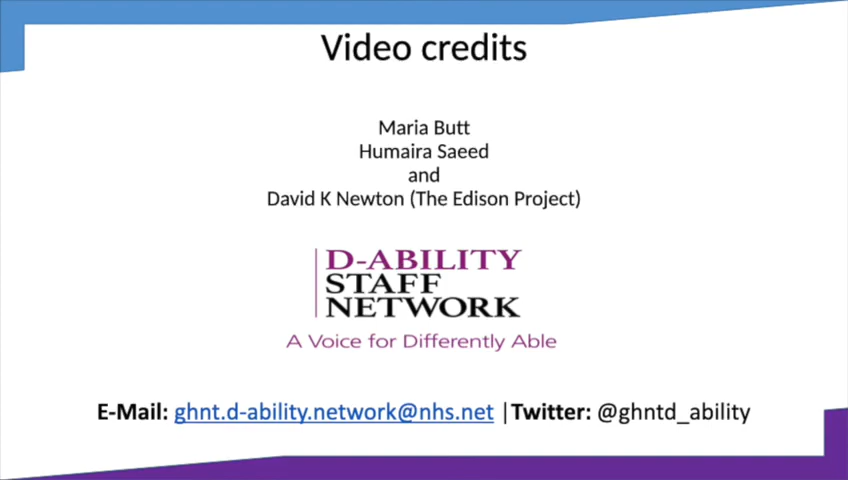 Video credits
Maria Butt
Humaira Saeed
and
David K Newton (The Edison Project)
D-ABILITY
STAFF
NETWORK
A Voice for Differently Able
E-Mail: ghnt.d-ability.network@nhs.net |Twitter: @ghntd_ability